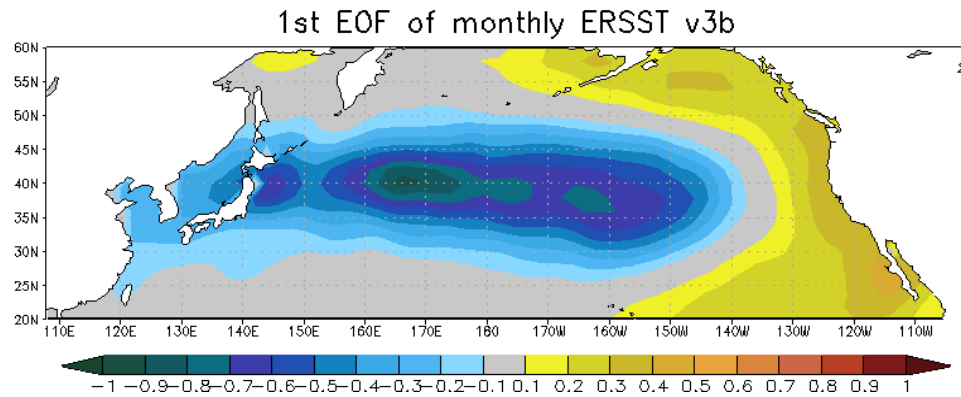 1st EOF of monthly ERSST v3b
60N
55N
50N
45N
40N
35N
30N
25N
20N
110E 120E 130E 140E 150E 160E 170E 180 170W 160W 150W 140W 130W 120W 110W
-1 -0.9 -0.8 -0.7 -0.6 -0.5 -0.4 -0.3 -0.2 -0.1 0.1 0.2 0.3 0.4 0.5 0.6 0.7 0.8 0.9 1